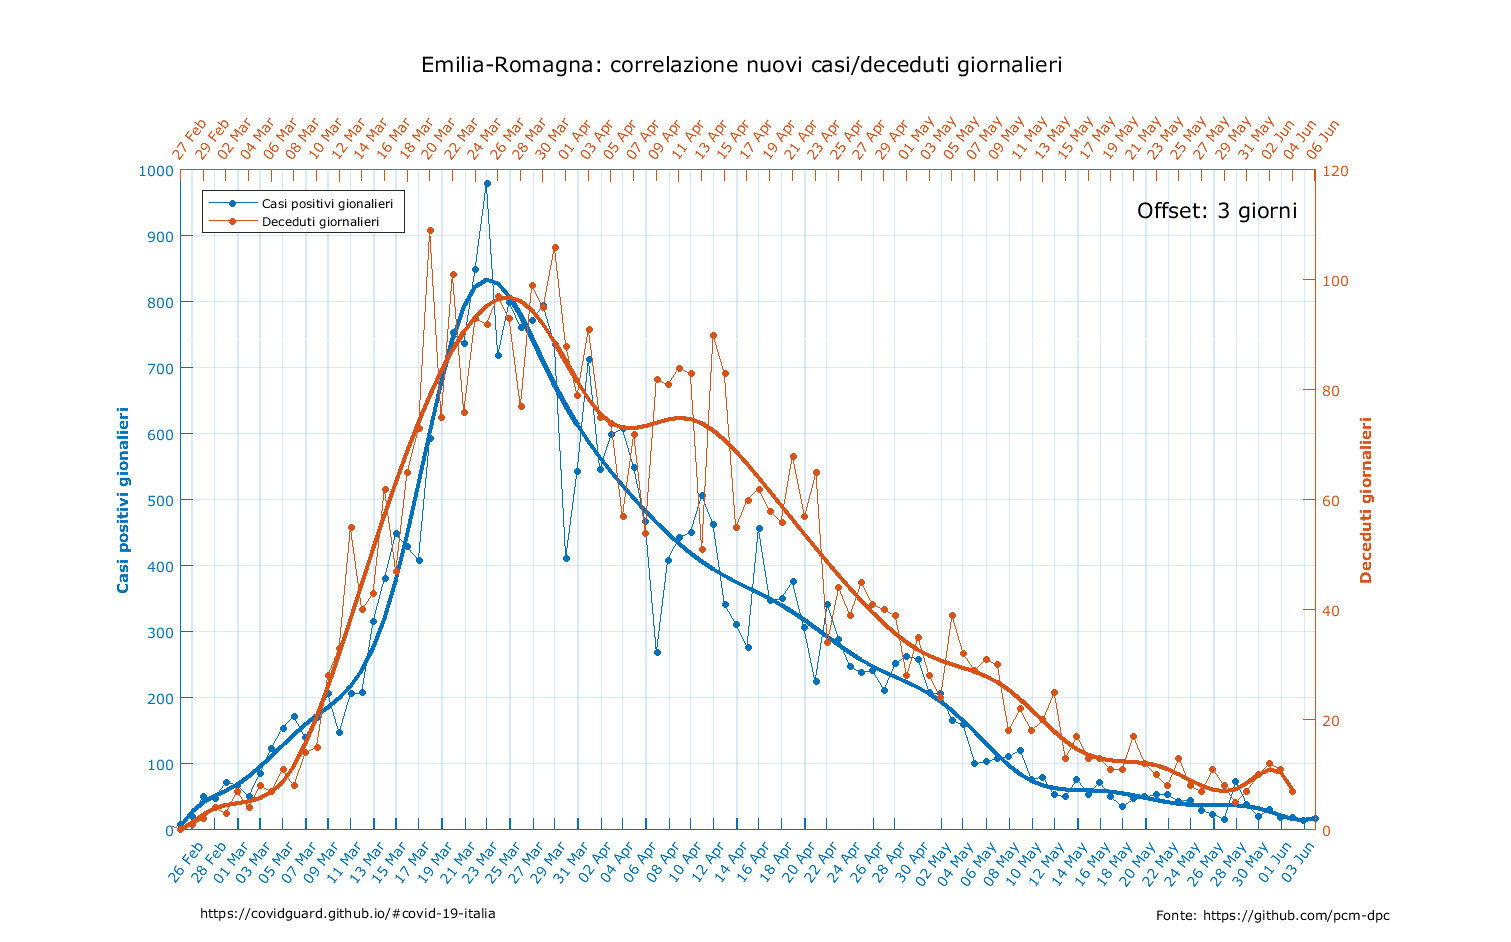 Emilia-Romagna: correlazione nuovi casi/deceduti giornalieri
27 Feb
29 Feb
02 Mar
04 Mar
06 Mar
08 Mar
10 Mar
12 Mar
14 Mar
16 Mar
18 Mar
20 Mar
22 Mar
24 Mar
26 Mar
28 Mar
30 Mar
01 Apr
03 Apr
05 Apr
07 Apr
09 Apr
11 Apr
13 Apr
15 Apr
17 Apr
19 Apr
21 Apr
23 Apr
25 Apr
27 Apr
29 Apr
01 May
03 May
05 May
07 May
09 May
11 May
13 May
15 May
17 May
19 May
21 May
23 May
25 May
27 May
29 May
31 May
02 Jun
04 Jun
06 Jun
Casi positivi gionalieri
Deceduti giornalieri
Offset: 3 giorni
1000
900
800
700
600
500
400
300
200
100
0
Casi positivi gionalieri
120
100
80
60
40
20
0
Deceduti giornalieri
26 Feb
28 Feb
01 Mar
03 Mar
05 Mar
07 Mar
09 Mar
11 Mar
13 Mar
15 Mar
17 Mar
19 Mar
21 Mar
23 Mar
25 Mar
27 Mar
29 Mar
31 Mar
02 Apr
04 Apr
06 Apr
08 Apr
10 Apr
12 Apr
14 Apr
16 Apr
18 Apr
20 Apr
22 Apr
24 Apr
26 Apr
28 Apr
30 Apr
02 May
04 May
06 May
08 May
10 May
12 May
14 May
16 May
18 May
20 May
22 May
24 May
26 May
28 May
30 May
01 Jun
03 Jun
https://covidguard.github.io/#covid-19-italia
Fonte: https://github.com/pcm-dpc